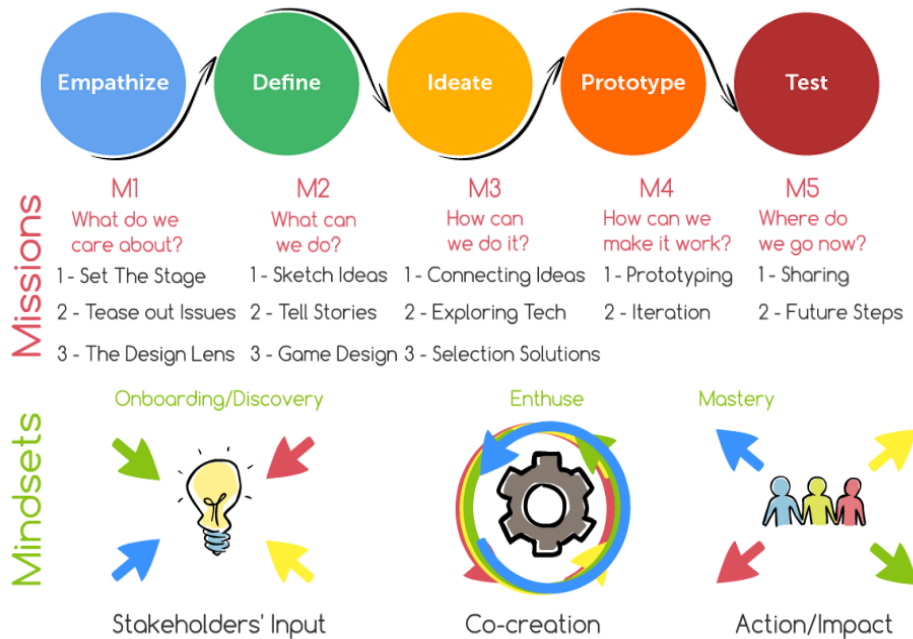 Empathize
Define
Ideate
Prototype
Test
Missions
M1
What do we
care about?
1 - Set The Stage
2 - Tease out Issues
3 - The Design Lens
M2
What can
we do?
1 - Sketch Ideas
2 - Tell Stories
3 - Game Design
M3
How can
we do it?
1 - Connecting Ideas
2 - Exploring Tech
3 - Selection Solutions
M4
How can we
make it work?
1 - Prototyping
2 - Iteration
M5
Where do
we go now?
1 - Sharing
2 - Future Steps
Mindsets
Onboarding/Discovery
Stakeholders' Input
Enthuse
Co-creation
Mastery
Action/Impact